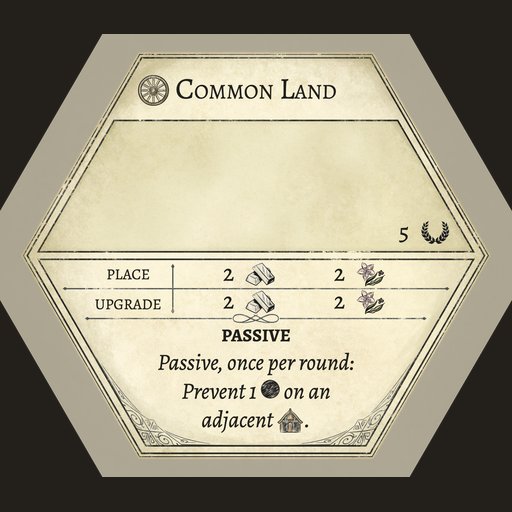 Common Land
5
PLACE 2 2
UPGRADE 2 2
PASSIVE
Passive, once per round:
Prevent 1 on an
adjacent .